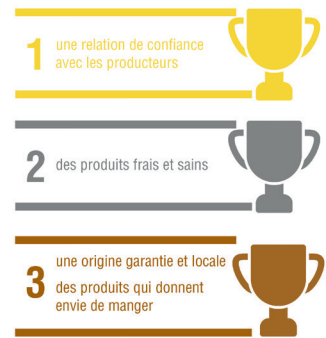 1
une relation de confiance
avec les producteurs
2
des produits frais et sains
3
une origine garantie et locale
des produits qui donnent
envie de manger